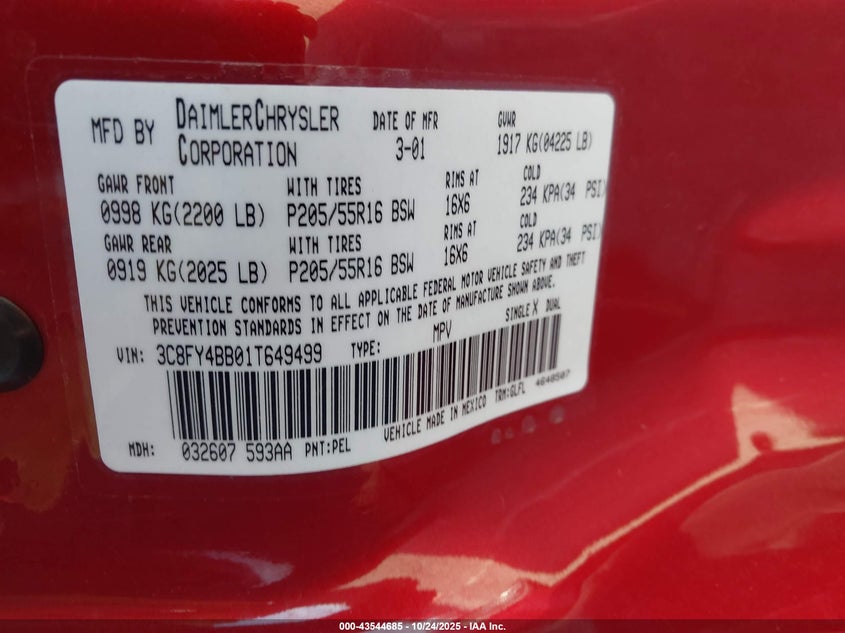 MFD BY DAIMLERCHRYSLER CORPORATION
DATE OF MFR 3-01
GVWR 1917 KG(04225 LB)
GAWR FRONT WITH TIRES RIMS AT COLD
0998 KG(2200 LB) P205/55R16 BSW 16X6 234 KPA(34 PSI)
GAWR REAR WITH TIRES RIMS AT COLD
0919 KG(2025 LB) P205/55R16 BSW 16X6 234 KPA(34 PSI)
THIS VEHICLE CONFORMS TO ALL APPLICABLE FEDERAL MOTOR VEHICLE SAFETY AND THEFT
PREVENTION STANDARDS IN EFFECT ON THE DATE OF MANUFACTURE SHOWN ABOVE.
VIN: 3C8FY4BB01T649499 TYPE: MPV SINGLE X DUAL
MDH: 032607 593AA PNT:PEL VEHICLE MADE IN MEXICO TRM:GLFL 4648507
000-43544685 - 10/24/2025 - IAA Inc.